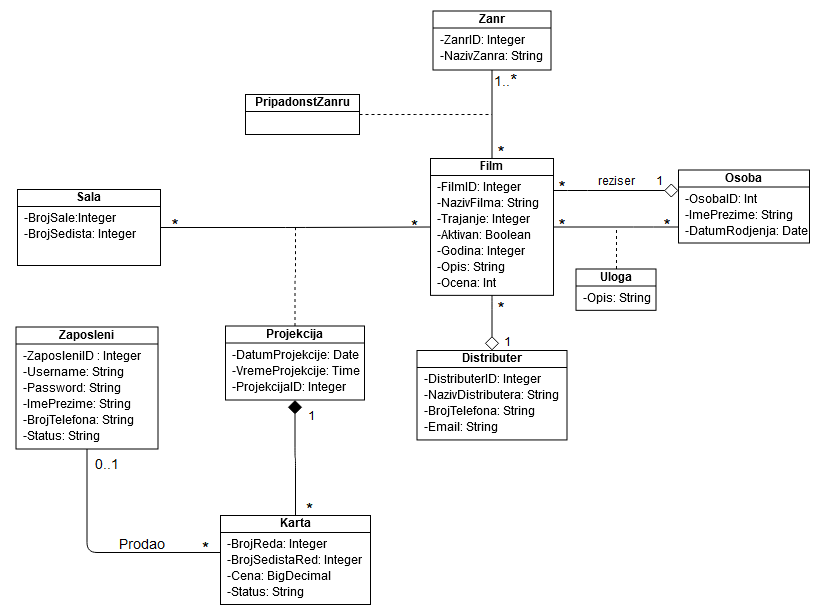 Zanr
-ZanrID: Integer
-NazivZanra: String
1..*
PripadonstZanru
*
Film
-FilmID: Integer
-NazivFilma: String
-Trajanje: Integer
-Aktivan: Boolean
-Godina: Integer
-Opis: String
-Ocena: Int
* reziser 1
Osoba
-OsobaID: Int
-ImePrezime: String
-DatumRodjenja: Date
* *
Uloga
-Opis: String
Sala
-BrojSale:Integer
-BrojSedista: Integer
* *
*
1
Distributer
-DistributerID: Integer
-NazivDistributera: String
-BrojTelefona: String
-Email: String
Projekcija
-DatumProjekcije: Date
-VremeProjekcije: Time
-ProjekcijaID: Integer
1
Zaposleni
-ZaposleniID : Integer
-Username: String
-Password: String
-ImePrezime: String
-BrojTelefona: String
-Status: String
0..1
Prodao *
*
Karta
-BrojReda: Integer
-BrojSedistaRed: Integer
-Cena: BigDecimal
-Status: String